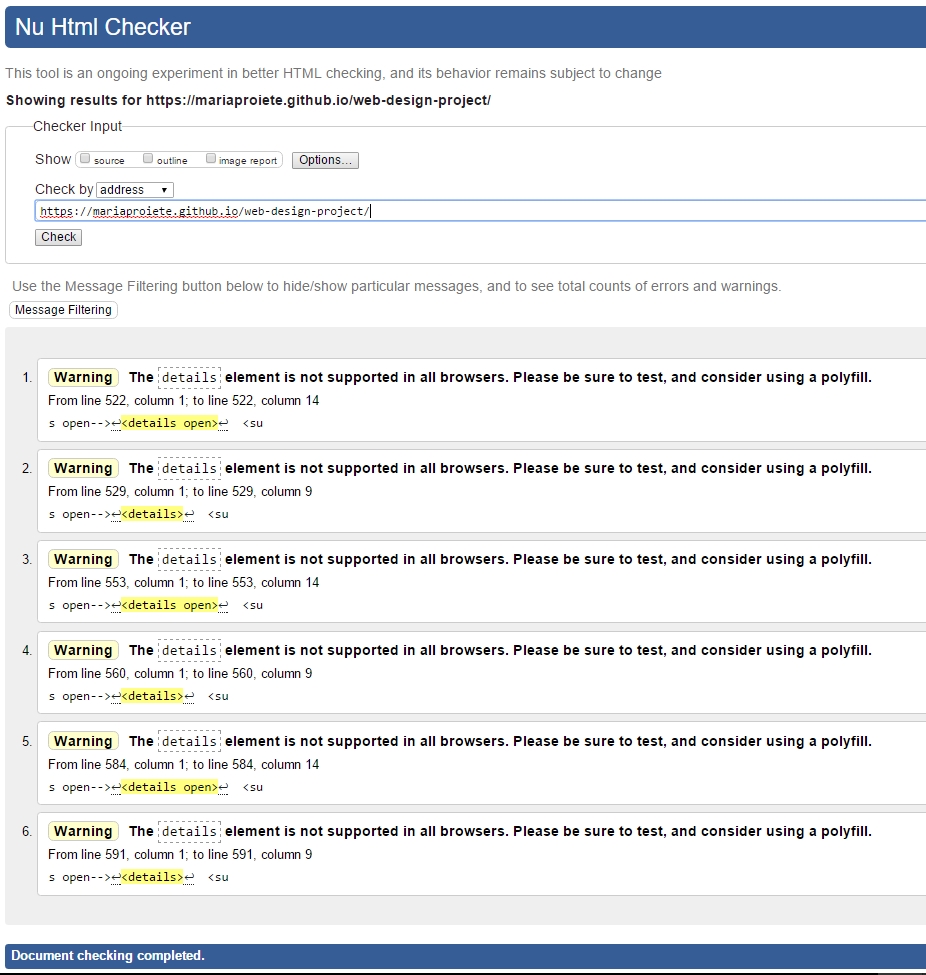 Nu Html Checker
This tool is an ongoing experiment in better HTML checking, and its behavior remains subject to change
Showing results for https://mariaproiete.github.io/web-design-project/
Checker Input
Show source outline image report Options...
Check by address
https://mariaproiete.github.io/web-design-project/
Check
Use the Message Filtering button below to hide/show particular messages, and to see total counts of errors and warnings.
Message Filtering
1. Warning The details element is not supported in all browsers. Please be sure to test, and consider using a polyfill.
From line 522, column 1; to line 522, column 14
s open-->↩<details open>↩ <su
2. Warning The details element is not supported in all browsers. Please be sure to test, and consider using a polyfill.
From line 529, column 1; to line 529, column 9
s open-->↩<details>↩ <su
3. Warning The details element is not supported in all browsers. Please be sure to test, and consider using a polyfill.
From line 553, column 1; to line 553, column 14
s open-->↩<details open>↩ <su
4. Warning The details element is not supported in all browsers. Please be sure to test, and consider using a polyfill.
From line 560, column 1; to line 560, column 9
s open-->↩<details>↩ <su
5. Warning The details element is not supported in all browsers. Please be sure to test, and consider using a polyfill.
From line 584, column 1; to line 584, column 14
s open-->↩<details open>↩ <su
6. Warning The details element is not supported in all browsers. Please be sure to test, and consider using a polyfill.
From line 591, column 1; to line 591, column 9
s open-->↩<details>↩ <su
Document checking completed.